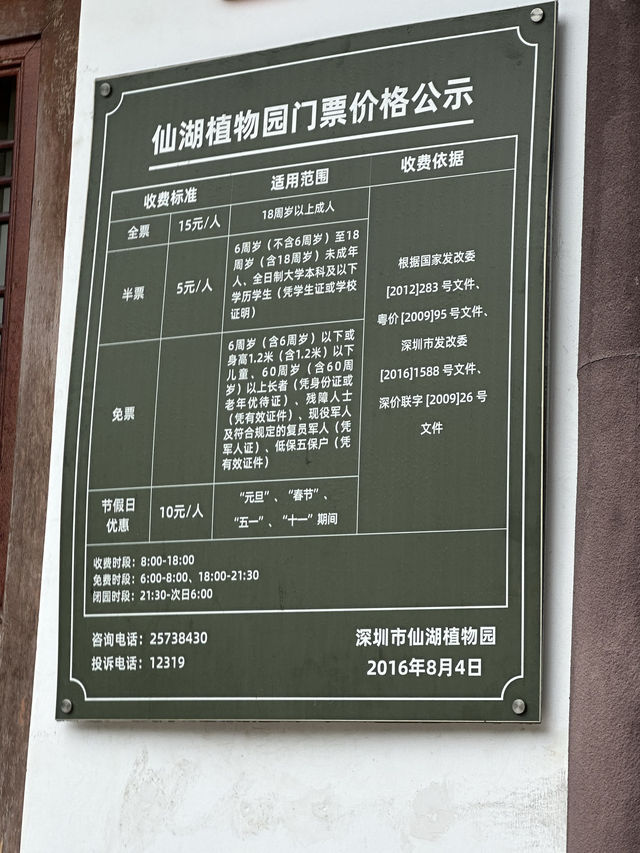 仙湖植物园门票价格公示
收费标准
适用范围
收费依据
全票
15元/人
18周岁以上成人
半票
5元/人
6周岁（不含6周岁）至18
周岁（含18周岁）未成年
人、全日制大学本科及以下
学历学生（凭学生证或学校
证明）
免票
6周岁（含6周岁）以下或
身高1.2米（含1.2米）以下
儿童、60周岁（含60周
岁）以上长者（凭身份证或
老年优待证）、残障人士
（凭有效证件）、现役军人
及符合规定的复员军人（凭
军人证）、低保五保户（凭
有效证件）
节假日
优惠
10元/人
“元旦”、“春节”、
“五一”、“十一”期间
根据国家发改委
[2012]283 号文件、
粤价 [2009]95 号文件、
深圳市发改委
[2016]1588 号文件、
深价联字 [2009]26 号
文件
收费时段：8:00-18:00
免费时段：6:00-8:00、18:00-21:30
闭园时段：21:30-次日6:00
咨询电话：25738430
投诉电话：12319
深圳市仙湖植物园
2016年8月4日